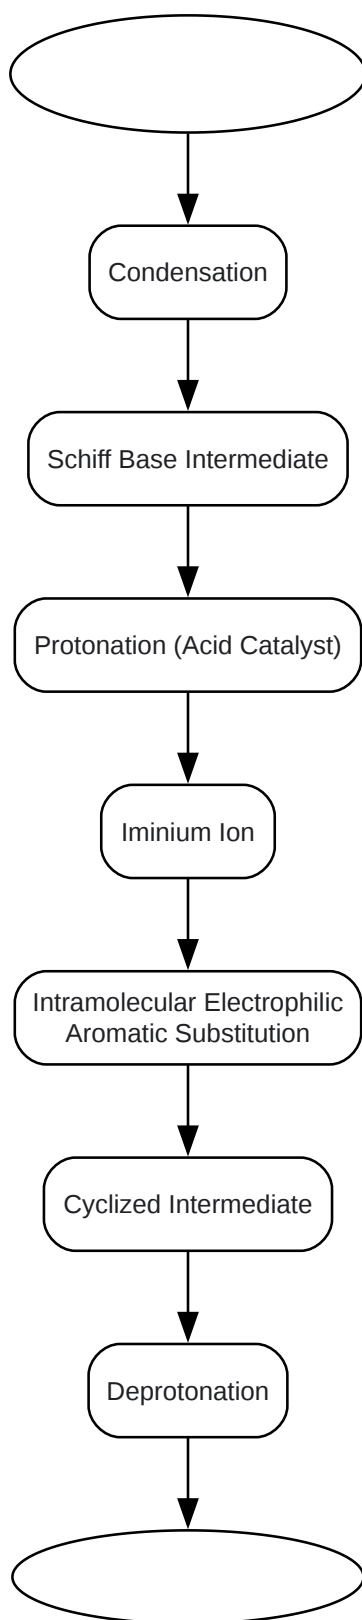 Condensation
Schiff Base Intermediate
Protonation (Acid Catalyst)
Iminium Ion
Intramolecular Electrophilic
Aromatic Substitution
Cyclized Intermediate
Deprotonation